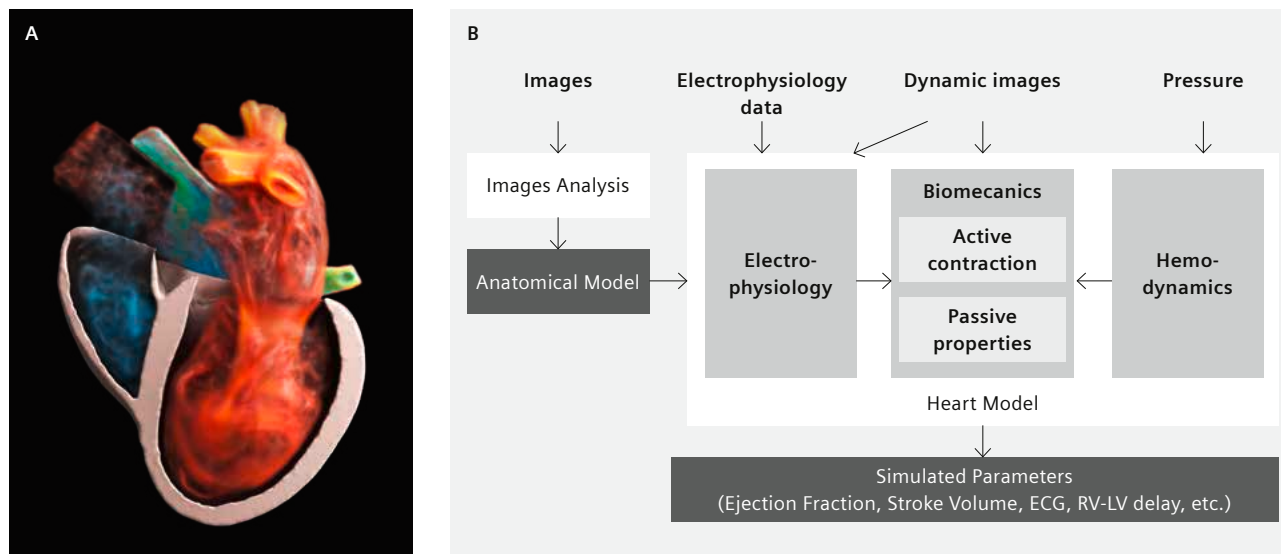 A
B
Images
Electrophysiology
data
Dynamic images
Pressure
Images Analysis
Anatomical Model
Electro-
physiology
Biomecanics
Active
contraction
Passive
properties
Hemo-
dynamics
Heart Model
Simulated Parameters
(Ejection Fraction, Stroke Volume, ECG, RV-LV delay, etc.)